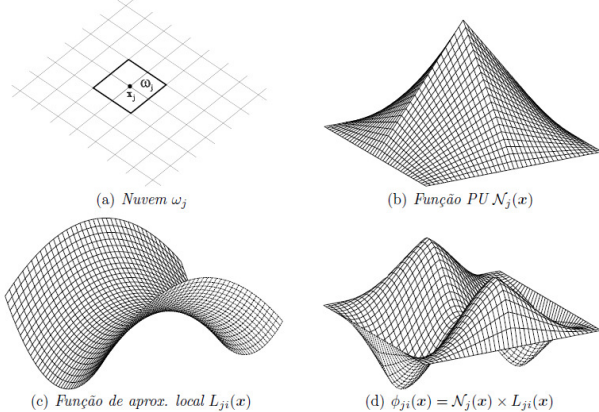 ω_j
x_j
(a) Nuvem ω_j
(b) Função PU 𝒩_j(x)
(c) Função de aprox. local L_ji(x)
(d) ϕ_ji(x) = 𝒩_j(x) × L_ji(x)